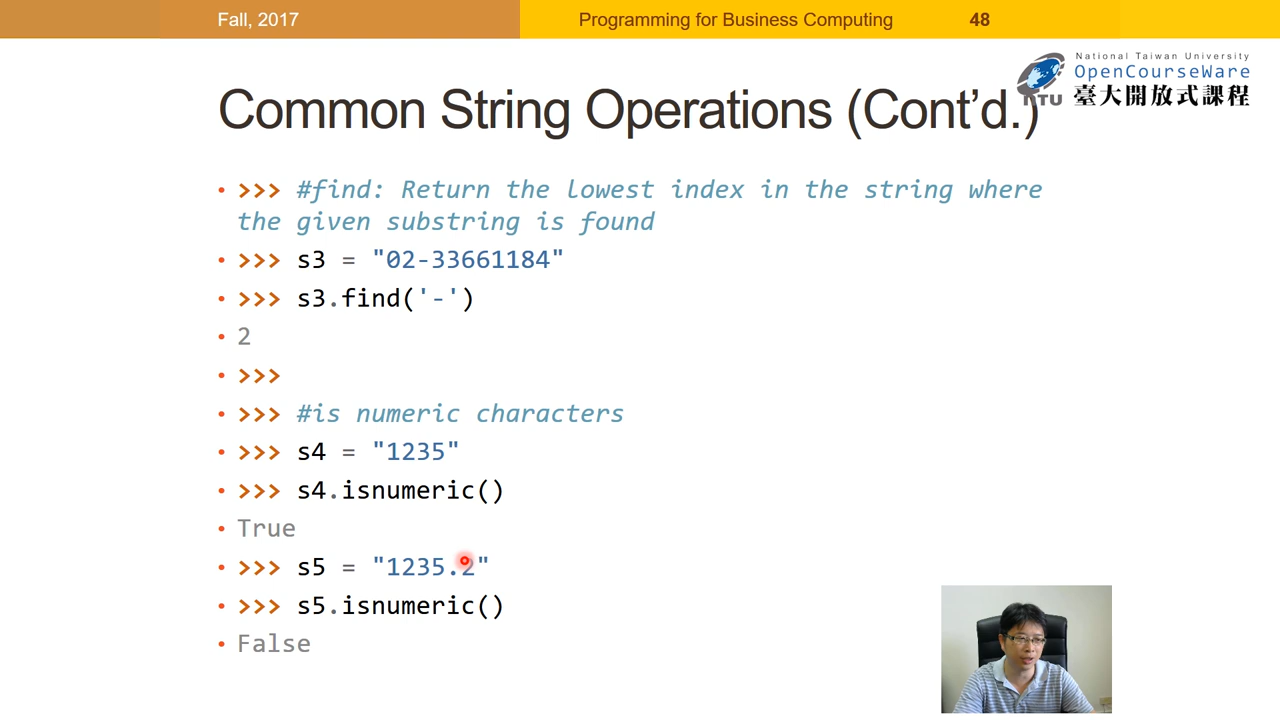 Fall, 2017
Programming for Business Computing
48
National Taiwan University
OpenCourseWare
NTU 臺大開放式課程
Common String Operations (Cont’d.)
• >>> #find: Return the lowest index in the string where
the given substring is found
• >>> s3 = "02-33661184"
• >>> s3.find('-')
• 2
• >>>
• >>> #is numeric characters
• >>> s4 = "1235"
• >>> s4.isnumeric()
• True
• >>> s5 = "1235.2"
• >>> s5.isnumeric()
• False